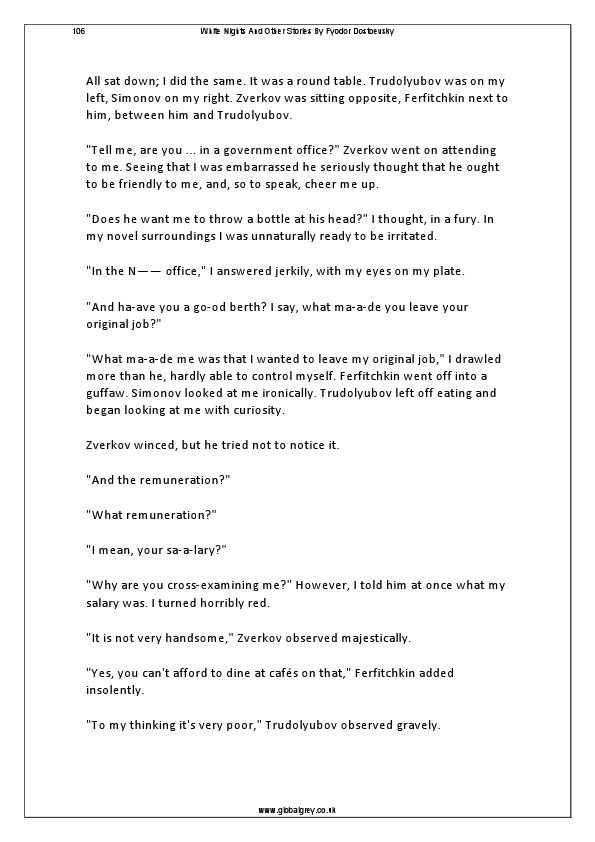 106 White Nights And Other Stories By Fyodor Dostoevsky
All sat down; I did the same. It was a round table. Trudolyubov was on my
left, Simonov on my right. Zverkov was sitting opposite, Ferfitchkin next to
him, between him and Trudolyubov.
"Tell me, are you ... in a government office?" Zverkov went on attending
to me. Seeing that I was embarrassed he seriously thought that he ought
to be friendly to me, and, so to speak, cheer me up.
"Does he want me to throw a bottle at his head?" I thought, in a fury. In
my novel surroundings I was unnaturally ready to be irritated.
"In the N—— office," I answered jerkily, with my eyes on my plate.
"And ha-ave you a go-od berth? I say, what ma-a-de you leave your
original job?"
"What ma-a-de me was that I wanted to leave my original job," I drawled
more than he, hardly able to control myself. Ferfitchkin went off into a
guffaw. Simonov looked at me ironically. Trudolyubov left off eating and
began looking at me with curiosity.
Zverkov winced, but he tried not to notice it.
"And the remuneration?"
"What remuneration?"
"I mean, your sa-a-lary?"
"Why are you cross-examining me?" However, I told him at once what my
salary was. I turned horribly red.
"It is not very handsome," Zverkov observed majestically.
"Yes, you can't afford to dine at cafés on that," Ferfitchkin added
insolently.
"To my thinking it's very poor," Trudolyubov observed gravely.
www.globalgrey.co.uk